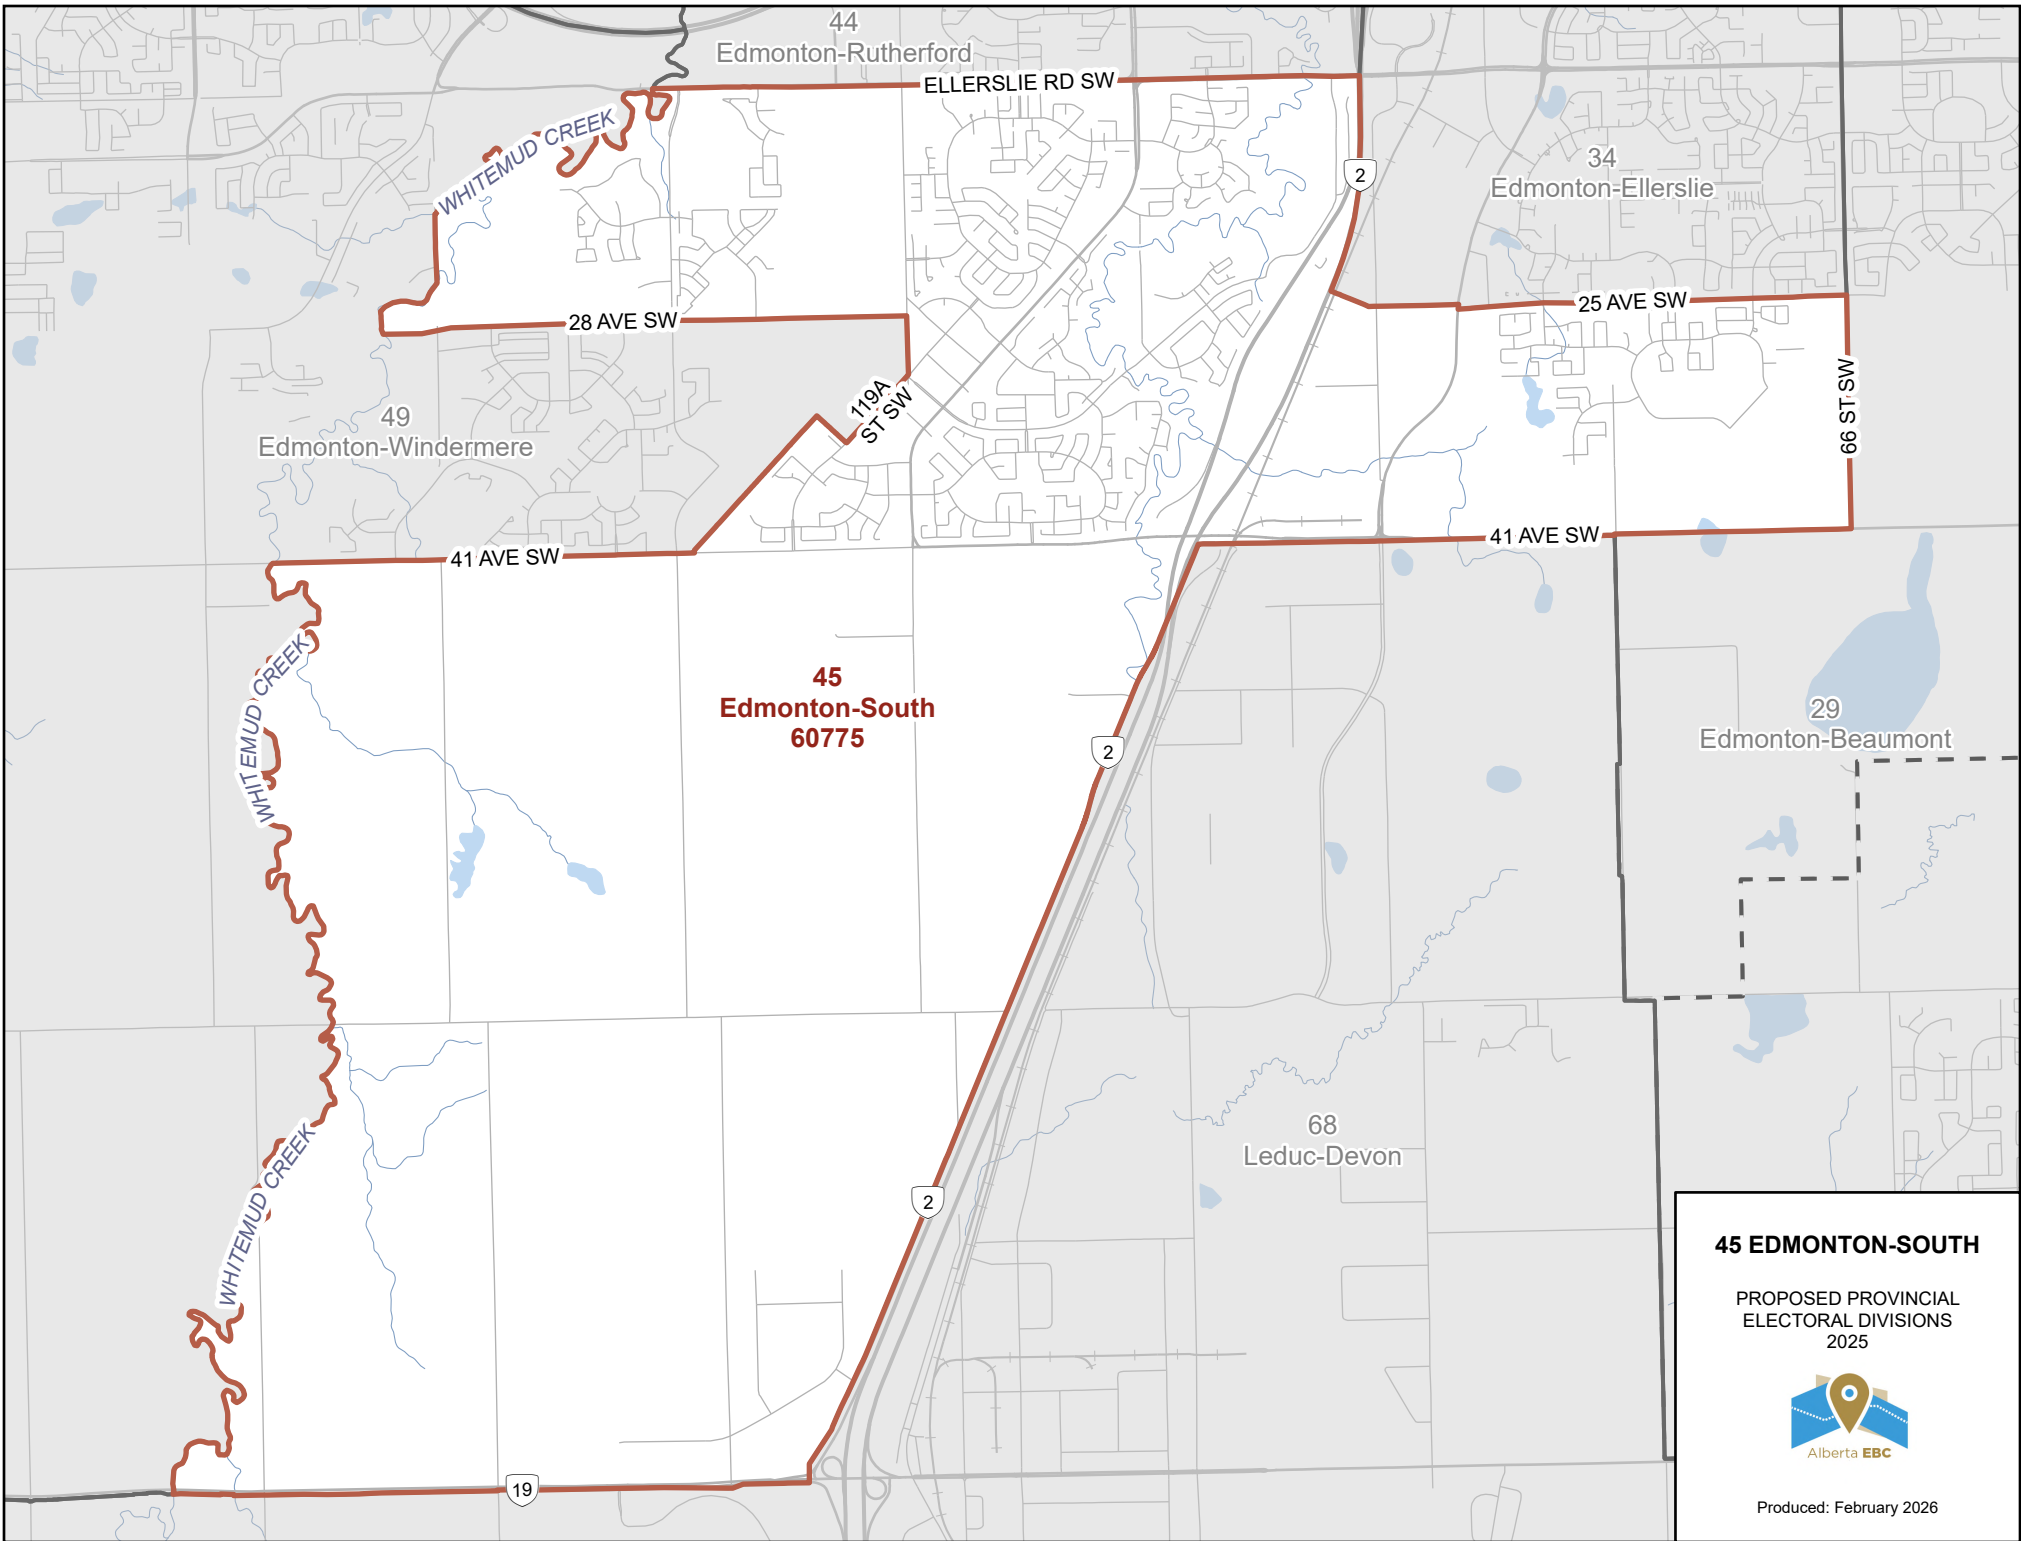 44
Edmonton-Rutherford
ELLERSLIE RD SW
WHITEMUD CREEK
2
34
Edmonton-Ellerslie
28 AVE SW
25 AVE SW
119A
ST SW
66 ST SW
49
Edmonton-Windermere
41 AVE SW
41 AVE SW
WHITEMUD CREEK
45
Edmonton-South
60775
29
Edmonton-Beaumont
2
68
Leduc-Devon
WHITEMUD CREEK
2
19
45 EDMONTON-SOUTH
PROPOSED PROVINCIAL
ELECTORAL DIVISIONS
2025
Alberta EBC
Produced: February 2026